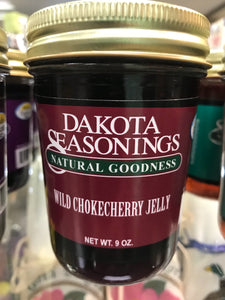 DAKOTA
& SEASONINGS
NATURAL GOODNESS
WILD CHOKECHERRY JELLY
NET WT. 9 OZ.